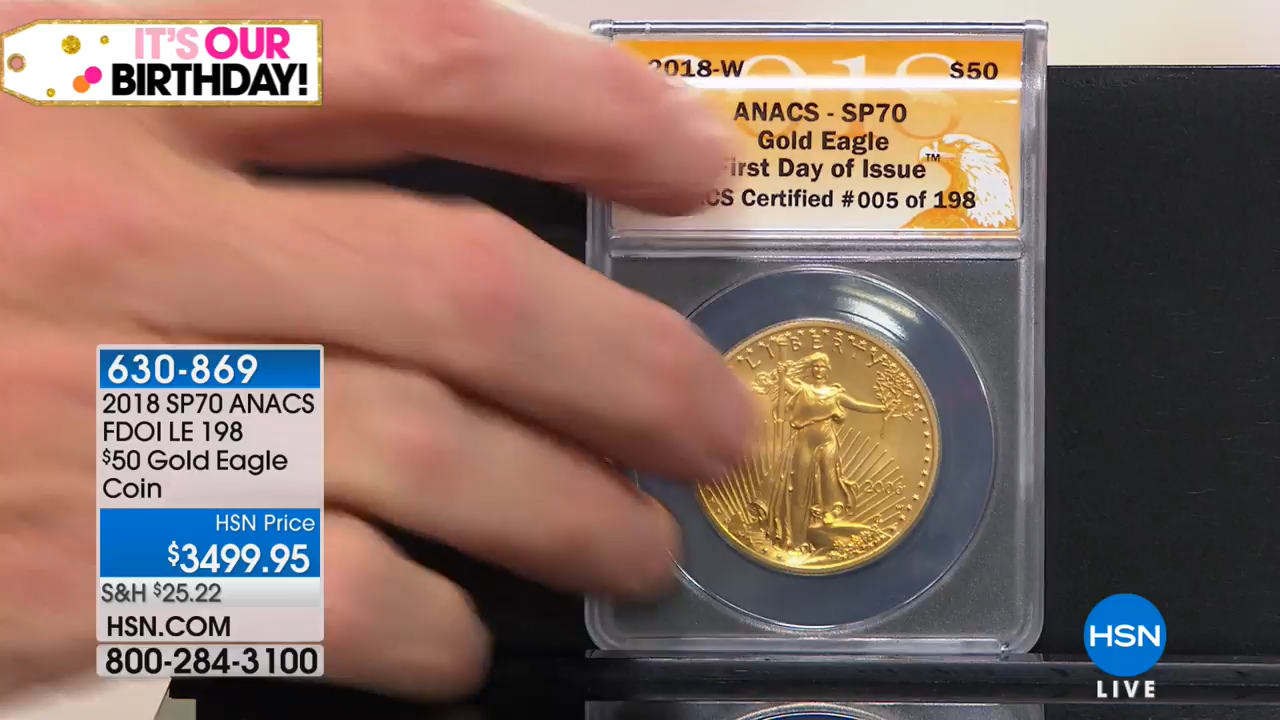 IT'S OUR
BIRTHDAY!
2018-W $50
ANACS - SP70
Gold Eagle
First Day of Issue™
Certified #005 of 198
LIBERTY
630-869
2018 SP70 ANACS
FDOI LE 198
$50 Gold Eagle
Coin
HSN Price
$3499.95
S&H $25.22
HSN.COM
800-284-3100
HSN
LIVE